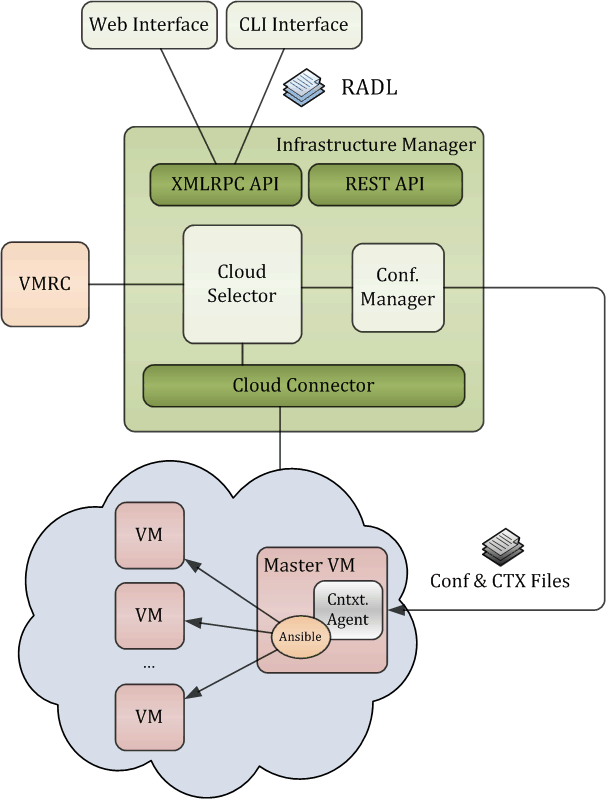 Web Interface
CLI Interface
RADL
Infrastructure Manager
XMLRPC API
REST API
VMRC
Cloud
Selector
Conf.
Manager
Cloud Connector
VM
Master VM
Conf & CTX Files
VM
Cntxt.
Agent
Ansible
...
VM